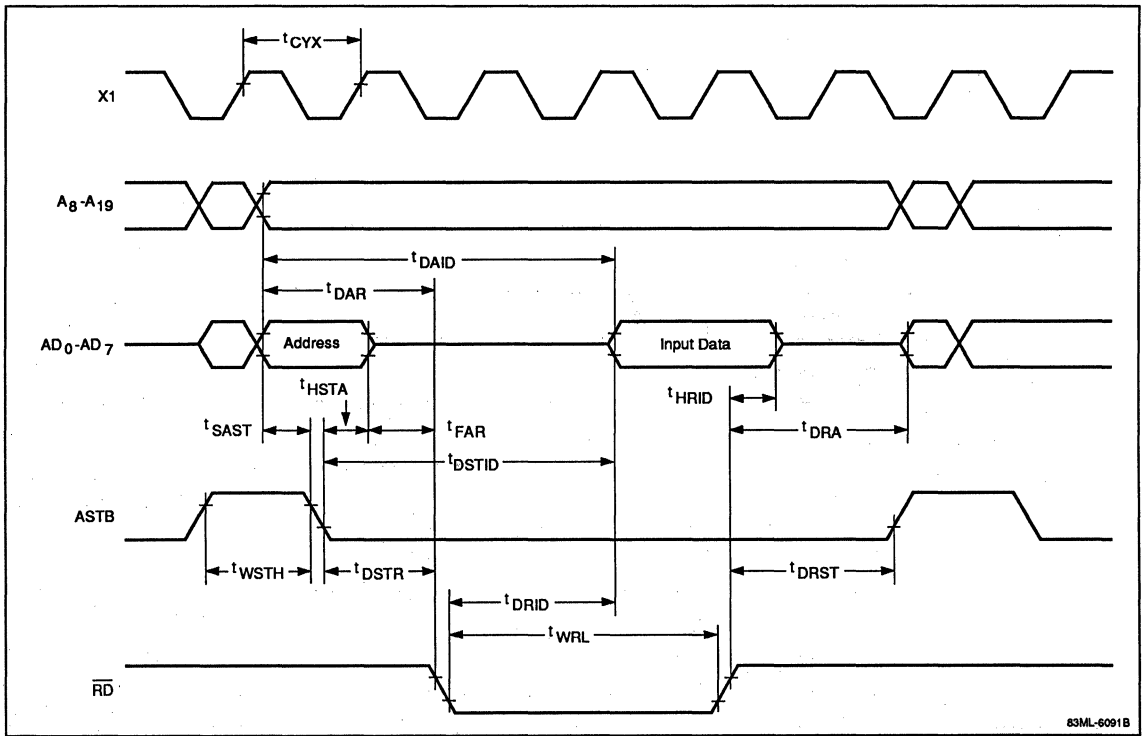 tCYX
X1
A8-A19
tDAID
tDAR
AD0-AD7
Address
Input Data
tHSTA
tHRID
tSAST
tFAR
tDRA
tDSTID
ASTB
tWSTH
tDSTR
tDRST
tDRID
tWRL
RD
83ML-6091B